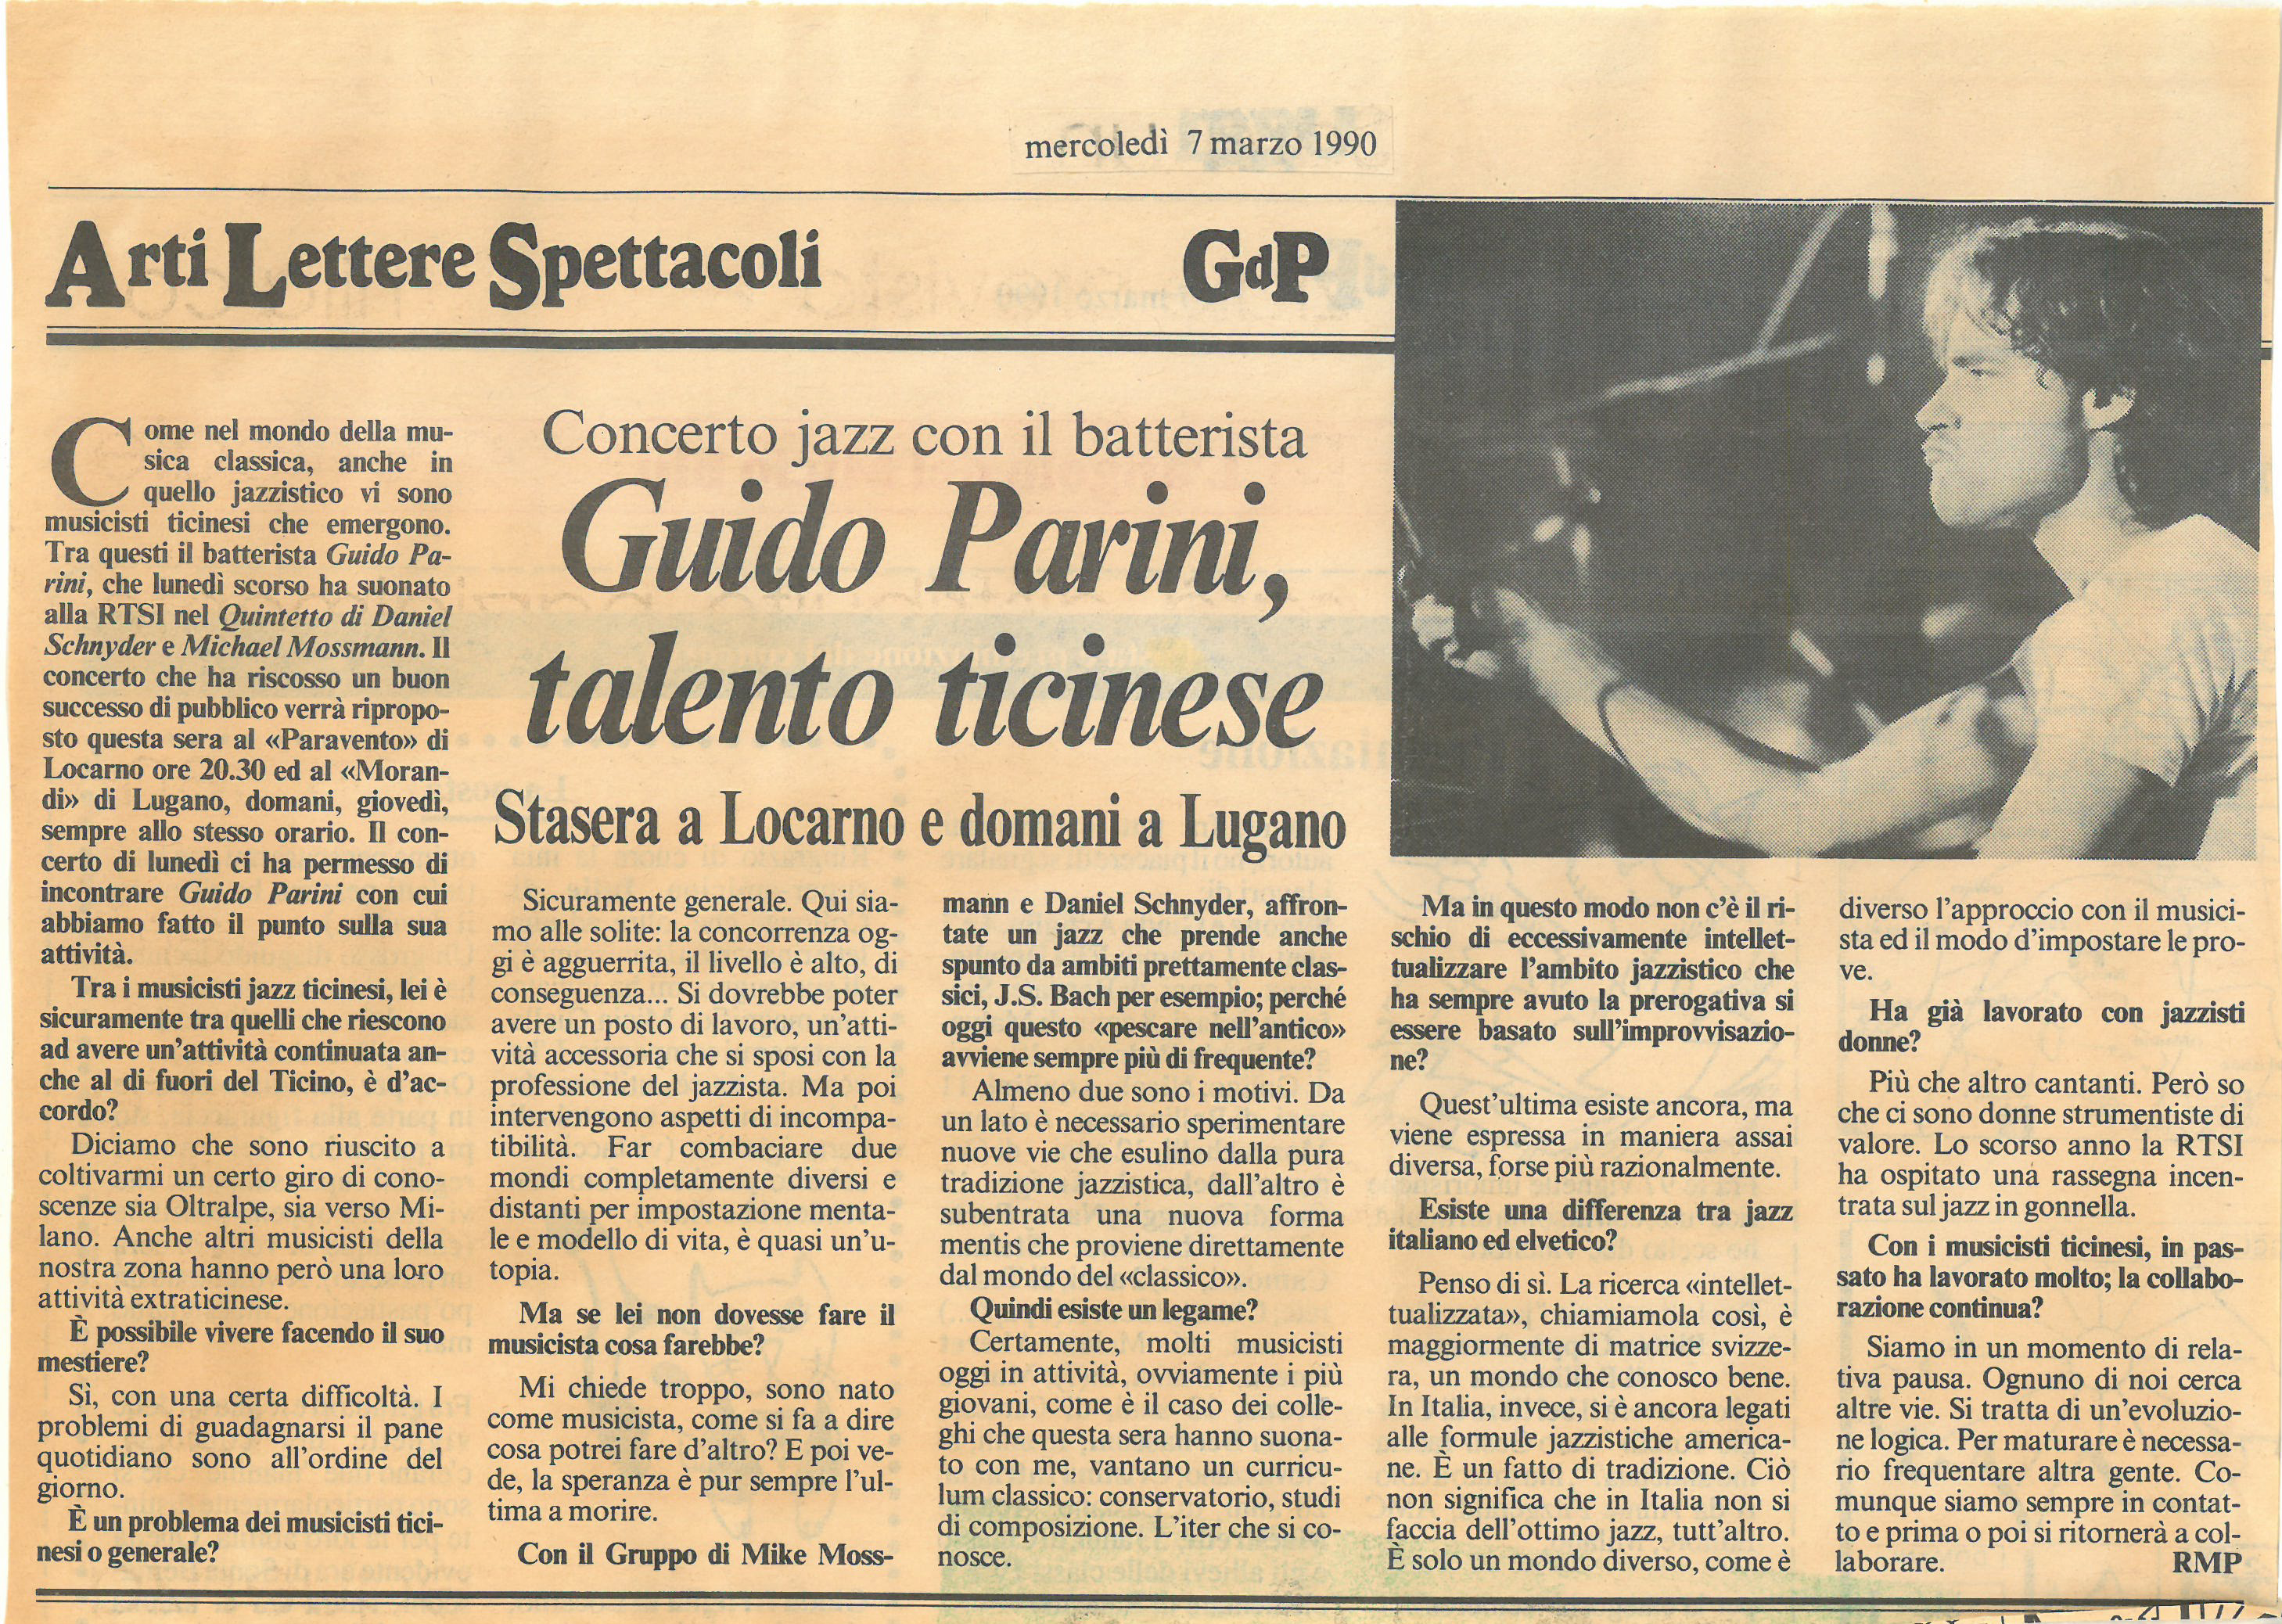 mercoledì 7 marzo 1990
Arti Lettere Spettacoli
GdP
Concerto jazz con il batterista
Guido Parini,
talento ticinese
Stasera a Locarno e domani a Lugano
Come nel mondo della mu-
sica classica, anche in
quello jazzistico vi sono
musicisti ticinesi che emergono.
Tra questi il batterista Guido Pa-
rini, che lunedì scorso ha suonato
alla RTSI nel Quintetto di Daniel
Schnyder e Michael Mossmann. Il
concerto che ha riscosso un buon
successo di pubblico verrà ripropo-
sto questa sera al «Paravento» di
Locarno ore 20.30 ed al «Moran-
di» di Lugano, domani, giovedì,
sempre allo stesso orario. Il con-
certo di lunedì ci ha permesso di
incontrare Guido Parini con cui
abbiamo fatto il punto sulla sua
attività.
Tra i musicisti jazz ticinesi, lei è
sicuramente tra quelli che riescono
ad avere un'attività continuata an-
che al di fuori del Ticino, è d'ac-
cordo?
Diciamo che sono riuscito a
coltivarmi un certo giro di cono-
scenze sia Oltralpe, sia verso Mi-
lano. Anche altri musicisti della
nostra zona hanno però una loro
attività extraticinese.
È possibile vivere facendo il suo
mestiere?
Sì, con una certa difficoltà. I
problemi di guadagnarsi il pane
quotidiano sono all'ordine del
giorno.
È un problema dei musicisti tici-
nesi o generale?
Sicuramente generale. Qui sia-
mo alle solite: la concorrenza og-
gi è agguerrita, il livello è alto, di
conseguenza... Si dovrebbe poter
avere un posto di lavoro, un'atti-
vità accessoria che si sposi con la
professione del jazzista. Ma poi
intervengono aspetti di incompa-
tibilità. Far combaciare due
mondi completamente diversi e
distanti per impostazione menta-
le e modello di vita, è quasi un'u-
topia.
Ma se lei non dovesse fare il
musicista cosa farebbe?
Mi chiede troppo, sono nato
come musicista, come si fa a dire
cosa potrei fare d'altro? E poi ve-
de, la speranza è pur sempre l'ul-
tima a morire.
Con il Gruppo di Mike Moss-
mann e Daniel Schnyder, affron-
tate un jazz che prende anche
spunto da ambiti prettamente clas-
sici, J.S. Bach per esempio; perché
oggi questo «pescare nell'antico»
avviene sempre più di frequente?
Almeno due sono i motivi. Da
un lato è necessario sperimentare
nuove vie che esulino dalla pura
tradizione jazzistica, dall'altro è
subentrata una nuova forma
mentis che proviene direttamente
dal mondo del «classico».
Quindi esiste un legame?
Certamente, molti musicisti
oggi in attività, ovviamente i più
giovani, come è il caso dei colle-
ghi che questa sera hanno suona-
to con me, vantano un curricu-
lum classico: conservatorio, studi
di composizione. L'iter che si co-
nosce.
Ma in questo modo non c'è il ri-
schio di eccessivamente intellet-
tualizzare l'ambito jazzistico che
ha sempre avuto la prerogativa si
essere basato sull'improvvisazio-
ne?
Quest'ultima esiste ancora, ma
viene espressa in maniera assai
diversa, forse più razionalmente.
Esiste una differenza tra jazz
italiano ed elvetico?
Penso di sì. La ricerca «intellet-
tualizzata», chiamiamola così, è
maggiormente di matrice svizze-
ra, un mondo che conosco bene.
In Italia, invece, si è ancora legati
alle formule jazzistiche america-
ne. È un fatto di tradizione. Ciò
non significa che in Italia non si
faccia dell'ottimo jazz, tutt'altro.
È solo un mondo diverso, come è
diverso l'approccio con il musici-
sta ed il modo d'impostare le pro-
ve.
Ha già lavorato con jazzisti
donne?
Più che altro cantanti. Però so
che ci sono donne strumentiste di
valore. Lo scorso anno la RTSI
ha ospitato una rassegna incen-
trata sul jazz in gonnella.
Con i musicisti ticinesi, in pas-
sato ha lavorato molto; la collabo-
razione continua?
Siamo in un momento di rela-
tiva pausa. Ognuno di noi cerca
altre vie. Si tratta di un'evoluzio-
ne logica. Per maturare è necessa-
rio frequentare altra gente. Co-
munque siamo sempre in contat-
to e prima o poi si ritornerà a col-
laborare. RMP